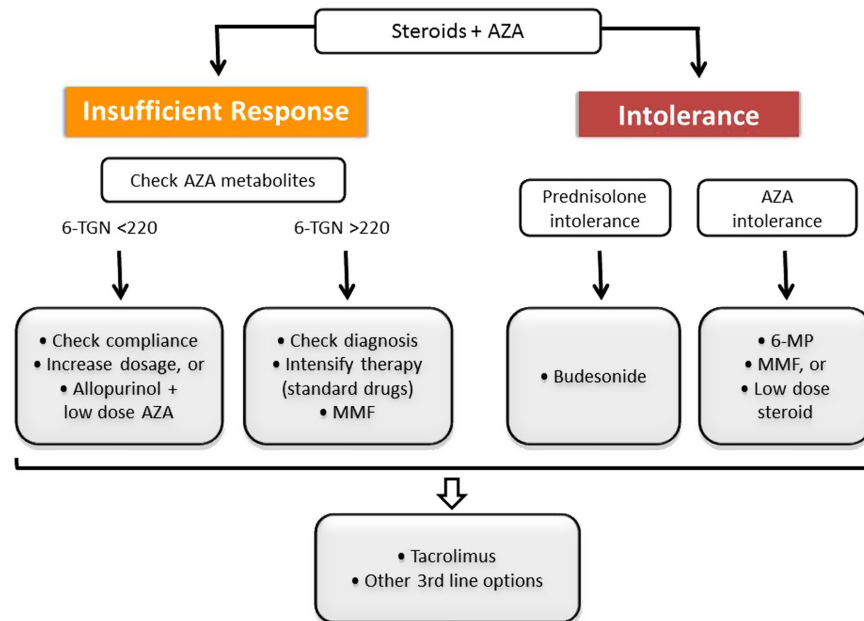 Steroids + AZA
Insufficient Response
Intolerance
Check AZA metabolites
Prednisolone
intolerance
AZA
intolerance
6-TGN <220
6-TGN >220
• Check compliance
• Increase dosage, or
• Allopurinol +
low dose AZA
• Check diagnosis
• Intensify therapy
(standard drugs)
• MMF
• Budesonide
• 6-MP
• MMF, or
• Low dose
steroid
• Tacrolimus
• Other 3rd line options